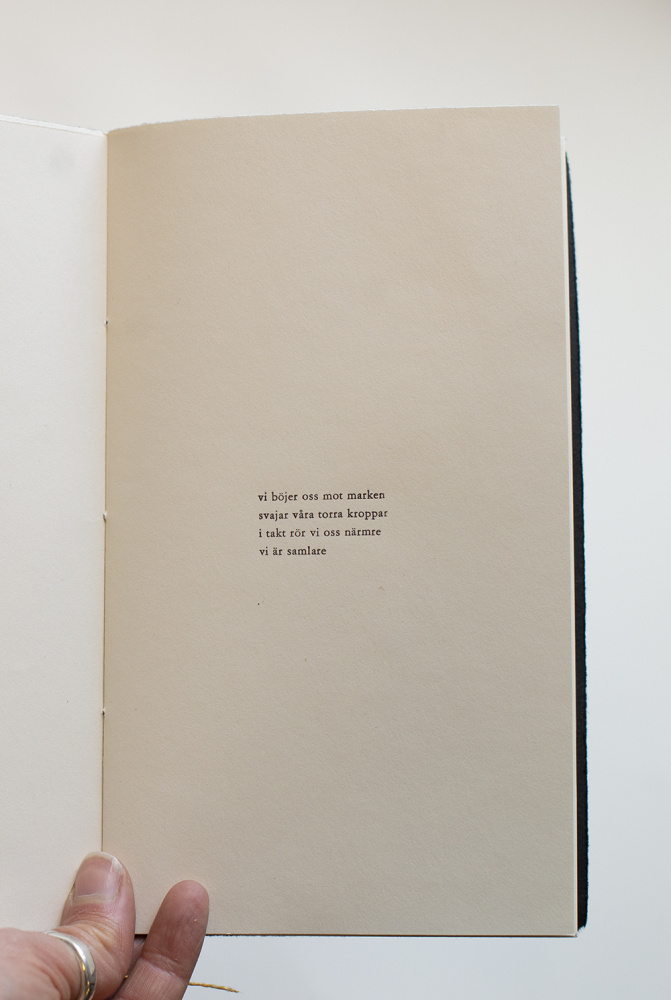 vi böjer oss mot marken
svajar våra torra kroppar
i takt rör vi oss närmre
vi är samlare
.